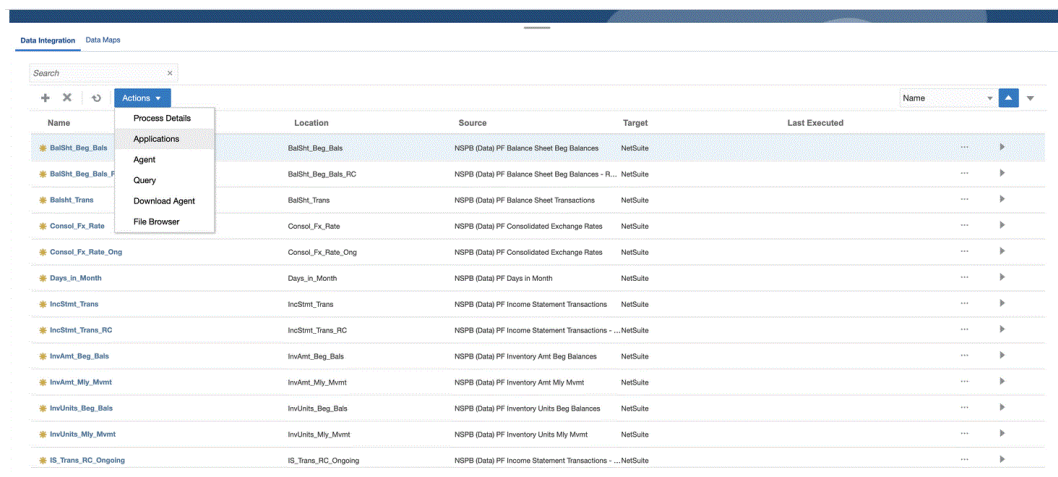 Data Integration Data Maps
Search ×
Actions
Name
Process Details
Applications
Agent
Query
Download Agent
File Browser
Name Location Source Target Last Executed
BalSht_Beg_Bals BalSht_Beg_Bals NSPB (Data) PF Balance Sheet Beg Balances NetSuite ...
BalSht_Beg_Bals_ BalSht_Beg_Bals_RC NSPB (Data) PF Balance Sheet Beg Balances - R... NetSuite ...
Balsht_Trans BalSht_Trans NSPB (Data) PF Balance Sheet Transactions NetSuite ...
Consol_Fx_Rate Consol_Fx_Rate NSPB (Data) PF Consolidated Exchange Rates NetSuite ...
Consol_Fx_Rate_Ong Consol_Fx_Rate_Ong NSPB (Data) PF Consolidated Exchange Rates NetSuite ...
Days_in_Month Days_in_Month NSPB (Data) PF Days in Month NetSuite ...
IncStmt_Trans IncStmt_Trans NSPB (Data) PF Income Statement Transactions NetSuite ...
IncStmt_Trans_RC IncStmt_Trans_RC NSPB (Data) PF Income Statement Transactions - ... NetSuite ...
InvAmt_Beg_Bals InvAmt_Beg_Bals NSPB (Data) PF Inventory Amt Beg Balances NetSuite ...
InvAmt_Mly_Mvmt InvAmt_Mly_Mvmt NSPB (Data) PF Inventory Amt Mly Mvmt NetSuite ...
InvUnits_Beg_Bals InvUnits_Beg_Bals NSPB (Data) PF Inventory Units Beg Balances NetSuite ...
InvUnits_Mly_Mvmt InvUnits_Mly_Mvmt NSPB (Data) PF Inventory Units Mly Mvmt NetSuite ...
IS_Trans_RC_Ongoing IS_Trans_RC_Ongoing NSPB (Data) PF Income Statement Transactions - ... NetSuite ...